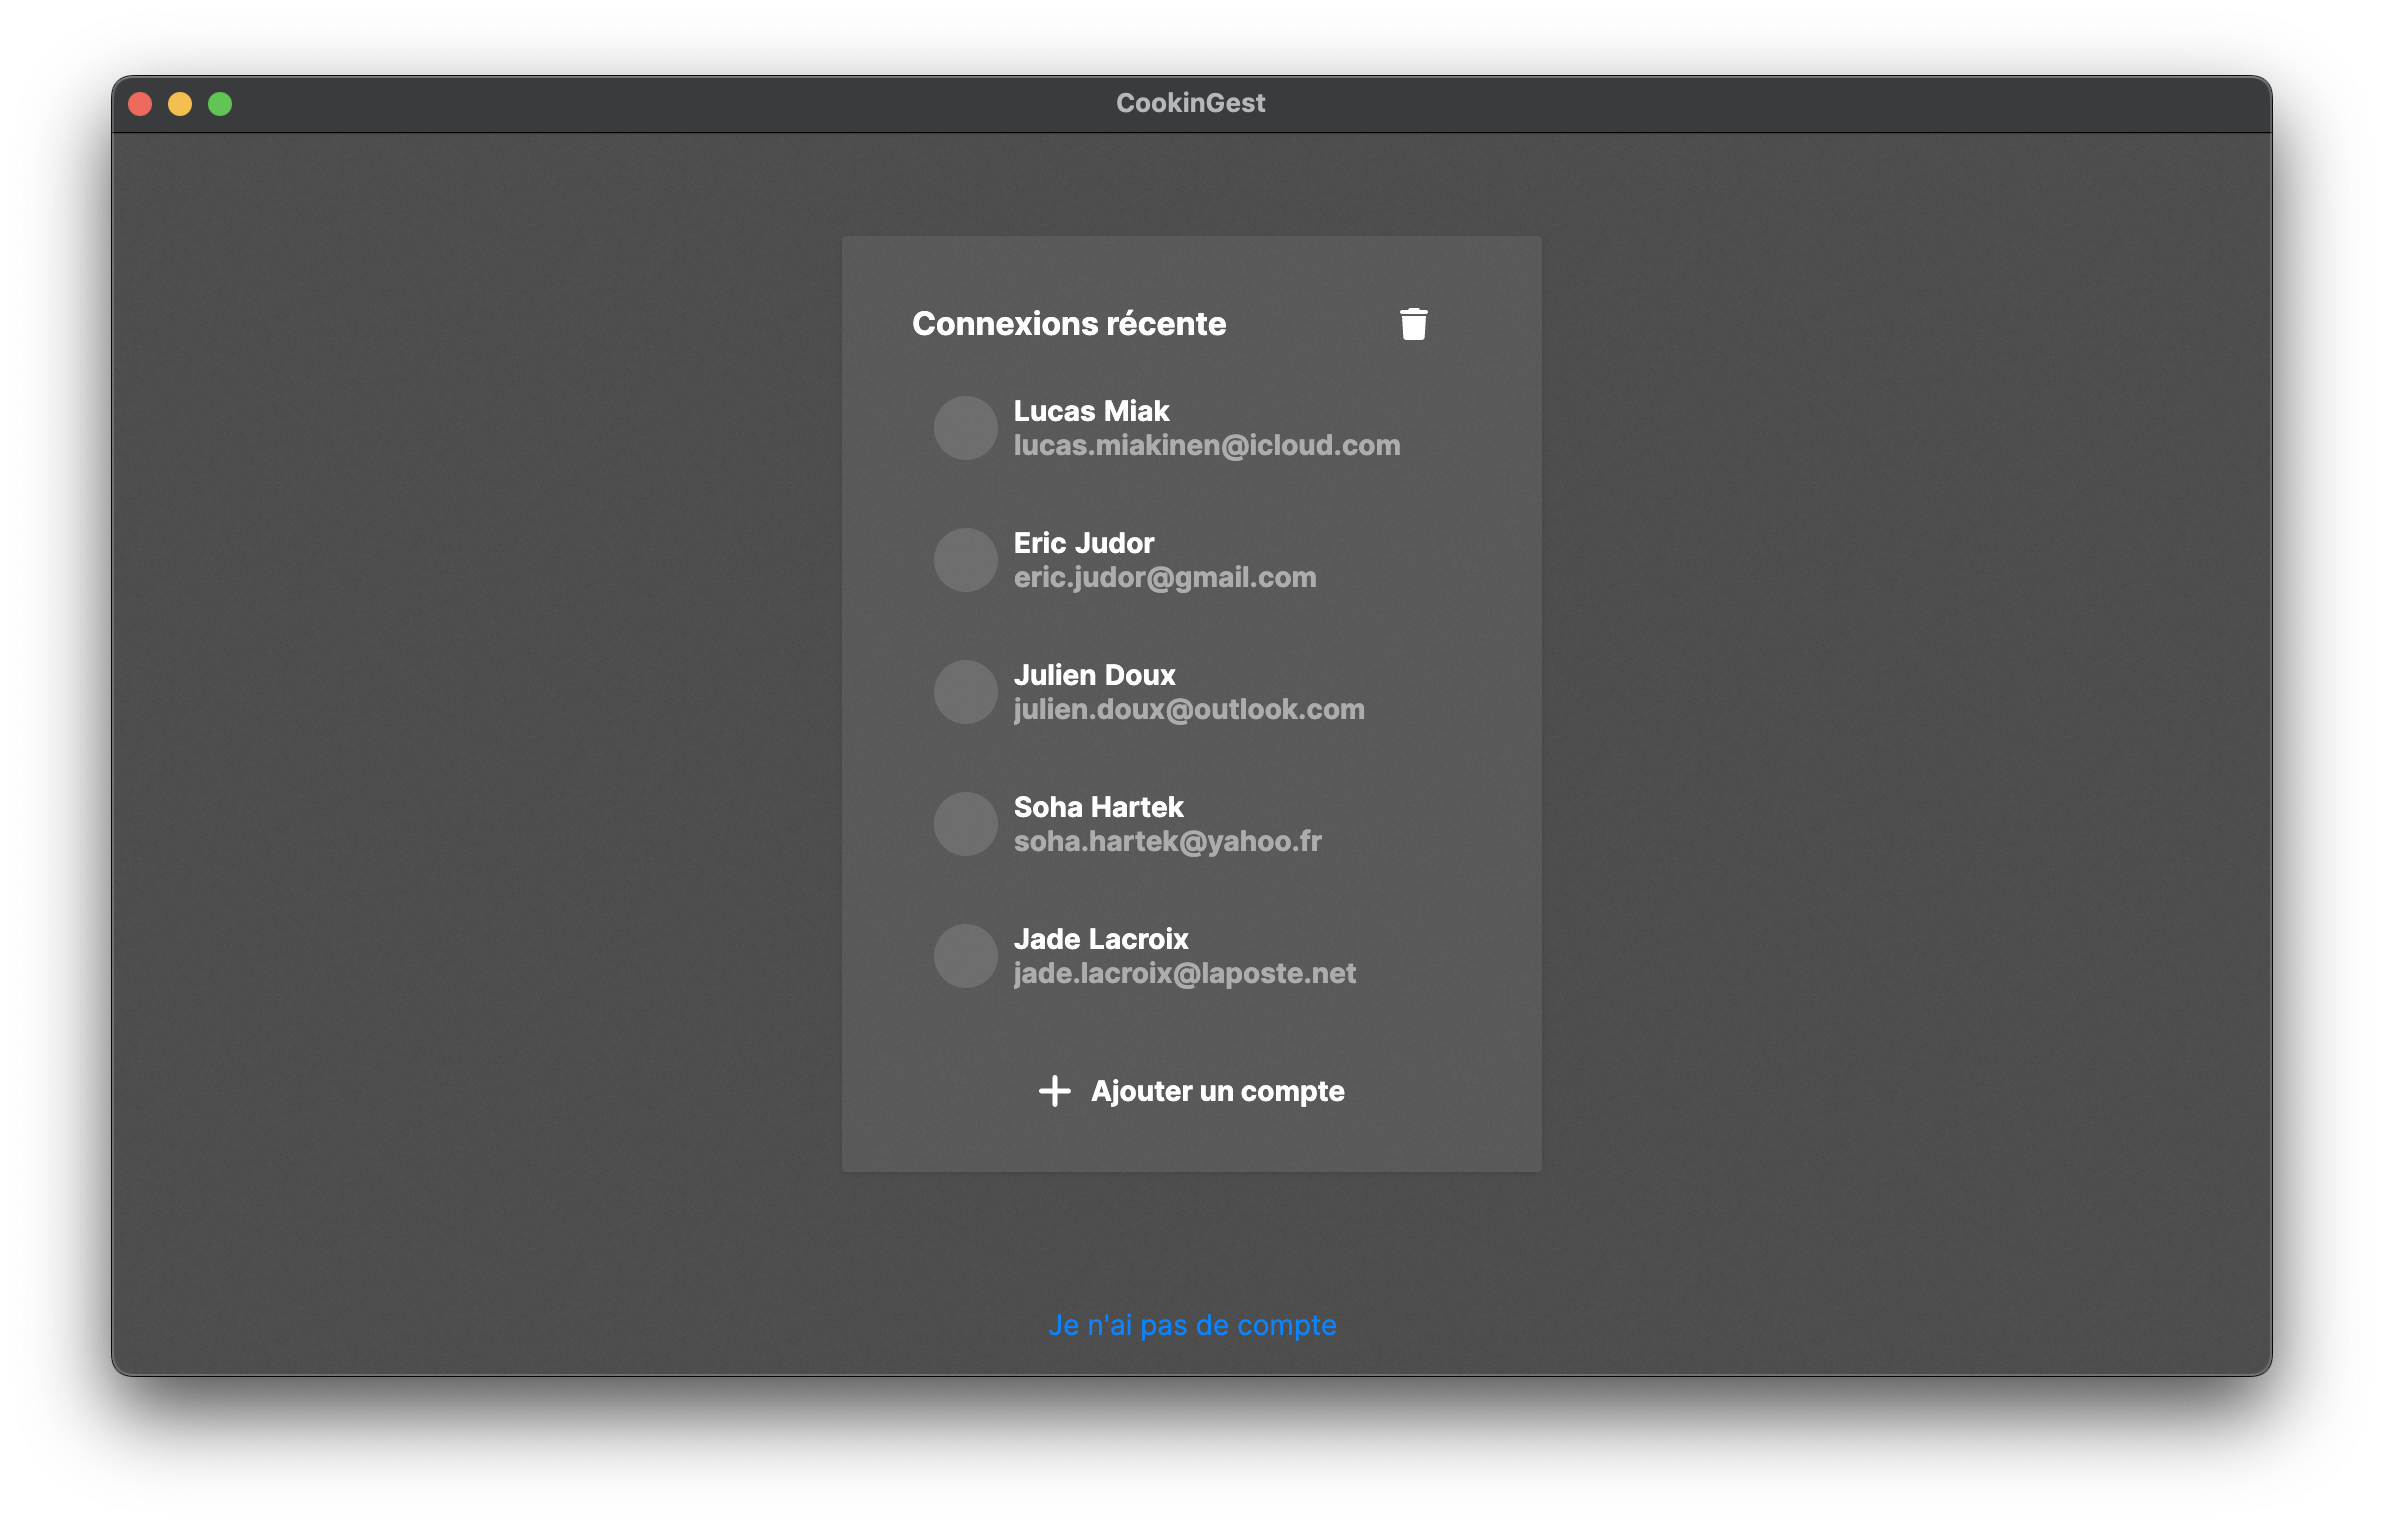 CookinGest
Connexions récente
Lucas Miak
lucas.miakinen@icloud.com
Eric Judor
eric.judor@gmail.com
Julien Doux
julien.doux@outlook.com
Soha Hartek
soha.hartek@yahoo.fr
Jade Lacroix
jade.lacroix@laposte.net
Ajouter un compte
Je n'ai pas de compte